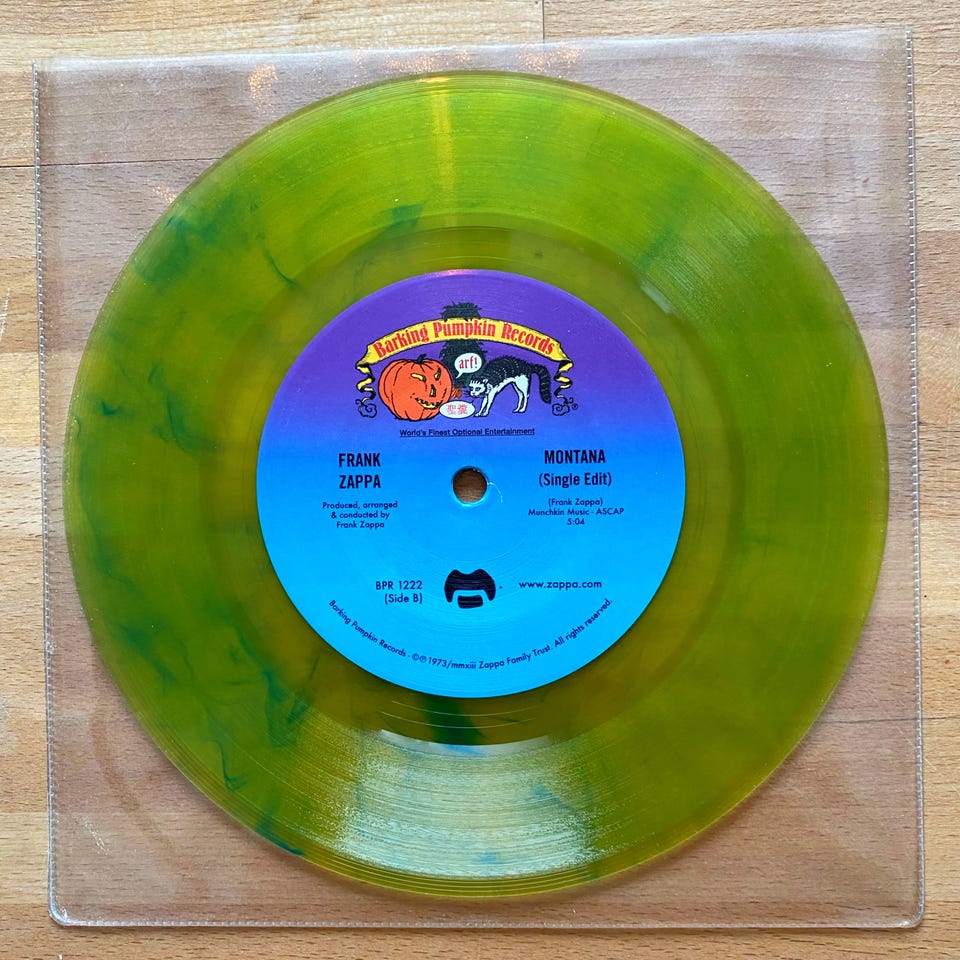 Barking Pumpkin Records
arf!
®
World's Finest Optional Entertainment
FRANK
ZAPPA
Produced, arranged
& conducted by
Frank Zappa
MONTANA
(Single Edit)
(Frank Zappa)
Munchkin Music - ASCAP
5:04
BPR 1222
(Side B)
www.zappa.com
Barking Pumpkin Records - ©℗ 1973/mmxiii Zappa Family Trust. All rights reserved.